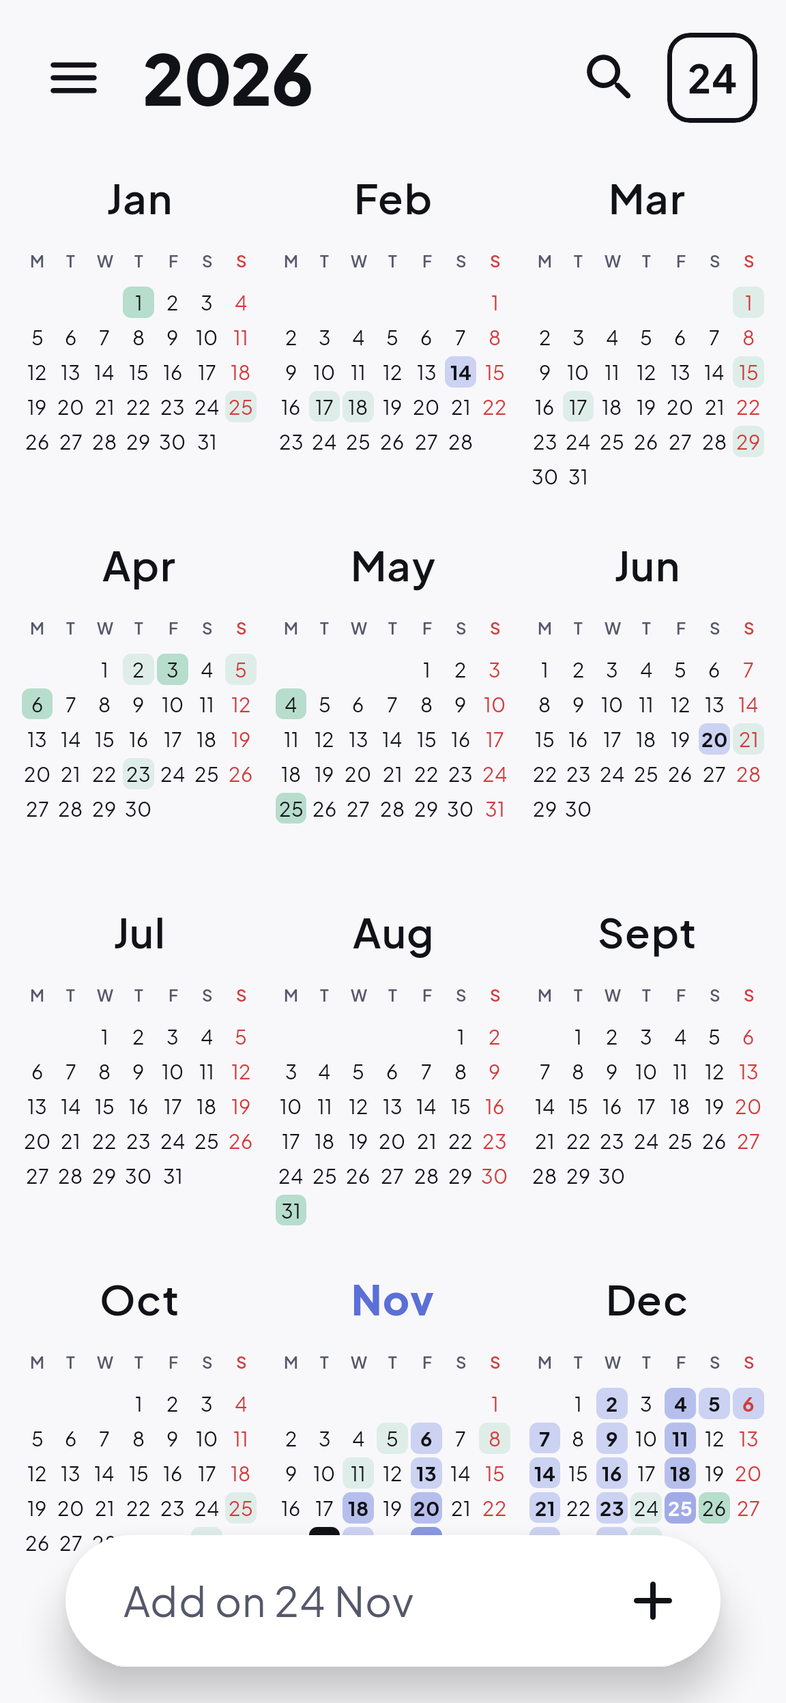 2026 24
Jan Feb Mar
M T W T F S S M T W T F S S M T W T F S S
1 2 3 4 1 1
5 6 7 8 9 10 11 2 3 4 5 6 7 8 2 3 4 5 6 7 8
12 13 14 15 16 17 18 9 10 11 12 13 14 15 9 10 11 12 13 14 15
19 20 21 22 23 24 25 16 17 18 19 20 21 22 16 17 18 19 20 21 22
26 27 28 29 30 31 23 24 25 26 27 28 23 24 25 26 27 28 29
30 31
Apr May Jun
M T W T F S S M T W T F S S M T W T F S S
1 2 3 4 5 1 2 3 1 2 3 4 5 6 7
6 7 8 9 10 11 12 4 5 6 7 8 9 10 8 9 10 11 12 13 14
13 14 15 16 17 18 19 11 12 13 14 15 16 17 15 16 17 18 19 20 21
20 21 22 23 24 25 26 18 19 20 21 22 23 24 22 23 24 25 26 27 28
27 28 29 30 25 26 27 28 29 30 31 29 30
Jul Aug Sept
M T W T F S S M T W T F S S M T W T F S S
1 2 3 4 5 1 2 1 2 3 4 5 6
6 7 8 9 10 11 12 3 4 5 6 7 8 9 7 8 9 10 11 12 13
13 14 15 16 17 18 19 10 11 12 13 14 15 16 14 15 16 17 18 19 20
20 21 22 23 24 25 26 17 18 19 20 21 22 23 21 22 23 24 25 26 27
27 28 29 30 31 24 25 26 27 28 29 30 28 29 30
31
Oct Nov Dec
M T W T F S S M T W T F S S M T W T F S S
1 2 3 4 1 1 2 3 4 5 6
5 6 7 8 9 10 11 2 3 4 5 6 7 8 7 8 9 10 11 12 13
12 13 14 15 16 17 18 9 10 11 12 13 14 15 14 15 16 17 18 19 20
19 20 21 22 23 24 25 16 17 18 19 20 21 22 21 22 23 24 25 26 27
26 27
Add on 24 Nov